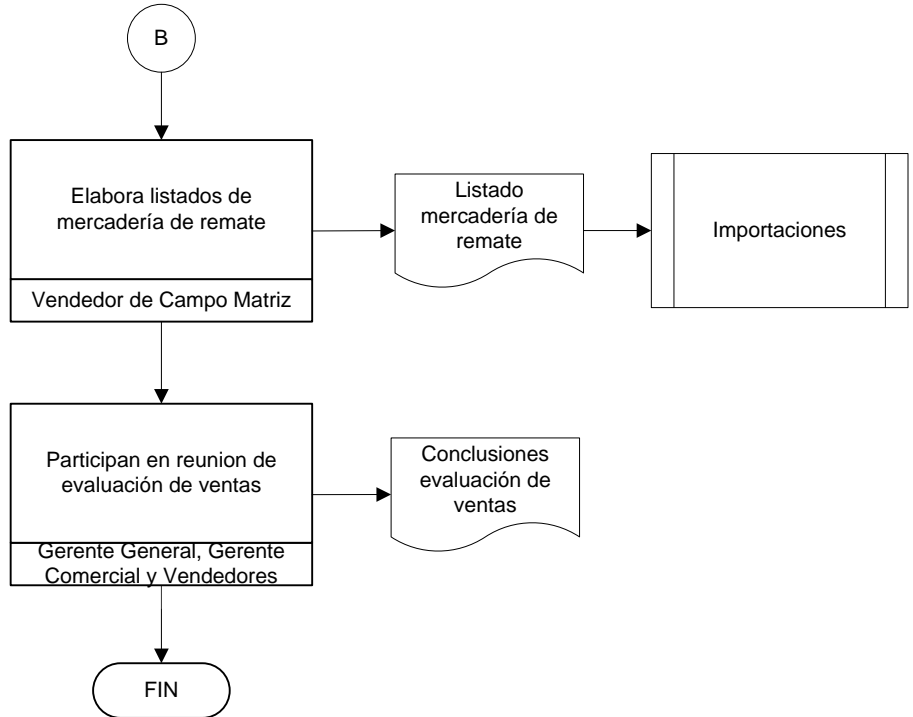 B
Elabora listados de
mercadería de remate
Vendedor de Campo Matriz
Listado
mercadería de
remate
Importaciones
Participan en reunion de
evaluación de ventas
Gerente General, Gerente
Comercial y Vendedores
Conclusiones
evaluación de
ventas
FIN